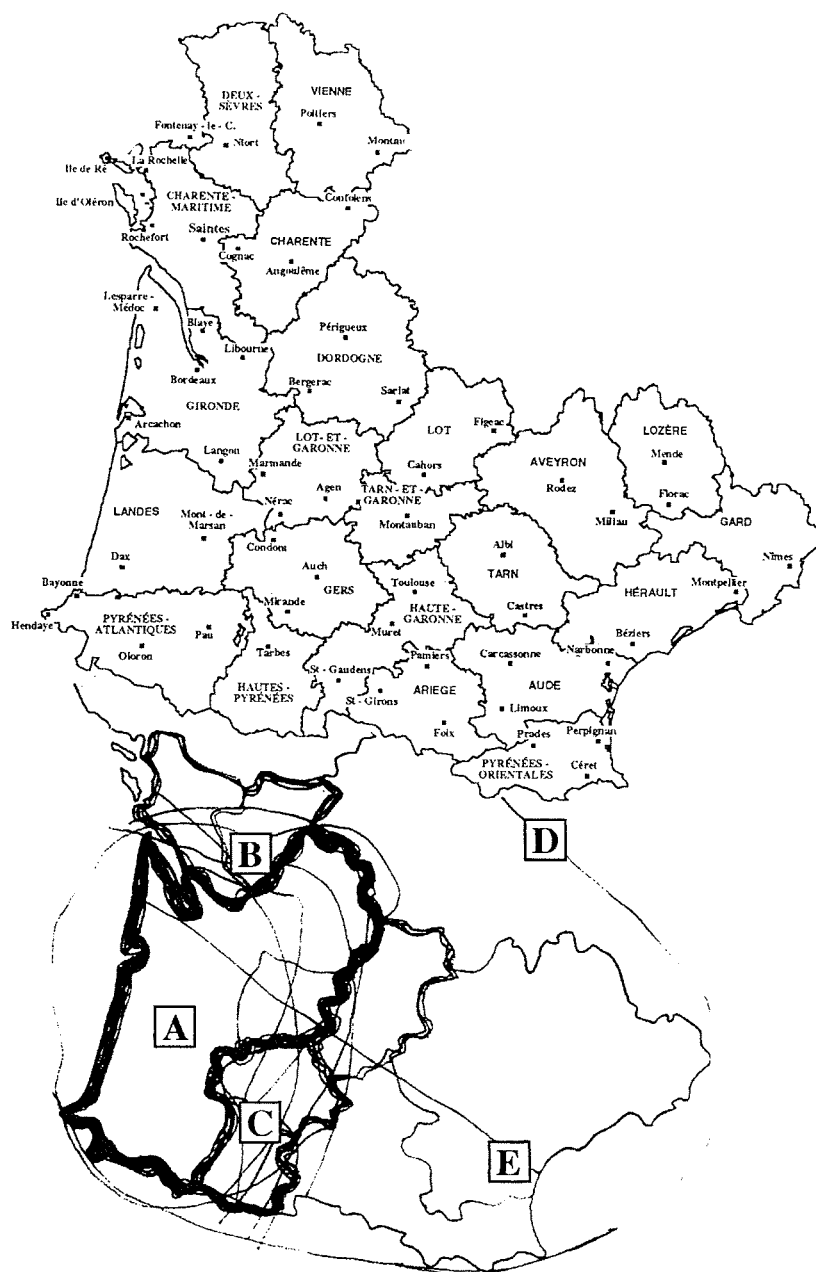 DEUX -
SÈVRES
VIENNE
Poitiers
Fontenay - le - C.
Niort
Montm
Ile de Ré
La Rochelle
Ile d'Oléron
CHARENTE -
MARITIME
Confolens
Rochefort
Saintes
Cognac
CHARENTE
Angoulême
Lesparre -
Médoc
Blaye
Libourne
Périgueux
DORDOGNE
Bordeaux
Bergerac
Sarlat
GIRONDE
Arcachon
LOT - ET -
GARONNE
LOT
Figeac
LOZÈRE
Mende
Langon
Marmande
Cahors
AVEYRON
Rodez
Florac
LANDES
Mont - de -
Marsan
Nérac
Agen
TARN - ET -
GARONNE
Montauban
Millau
GARD
Dax
Condom
Albi
TARN
Nîmes
Bayonne
Auch
GERS
Toulouse
HÉRAULT
Montpellier
Hendaye
PYRÉNÉES -
ATLANTIQUES
Pau
Mirande
HAUTE -
GARONNE
Castres
Béziers
Oloron
Tarbes
Muret
Pamiers
Carcassonne
Narbonne
HAUTES -
PYRÉNÉES
St - Gaudens
St - Girons
ARIEGE
AUDE
Limoux
Foix
Prades
Perpignan
PYRÉNÉES -
ORIENTALES
Céret
B
D
A
C
E